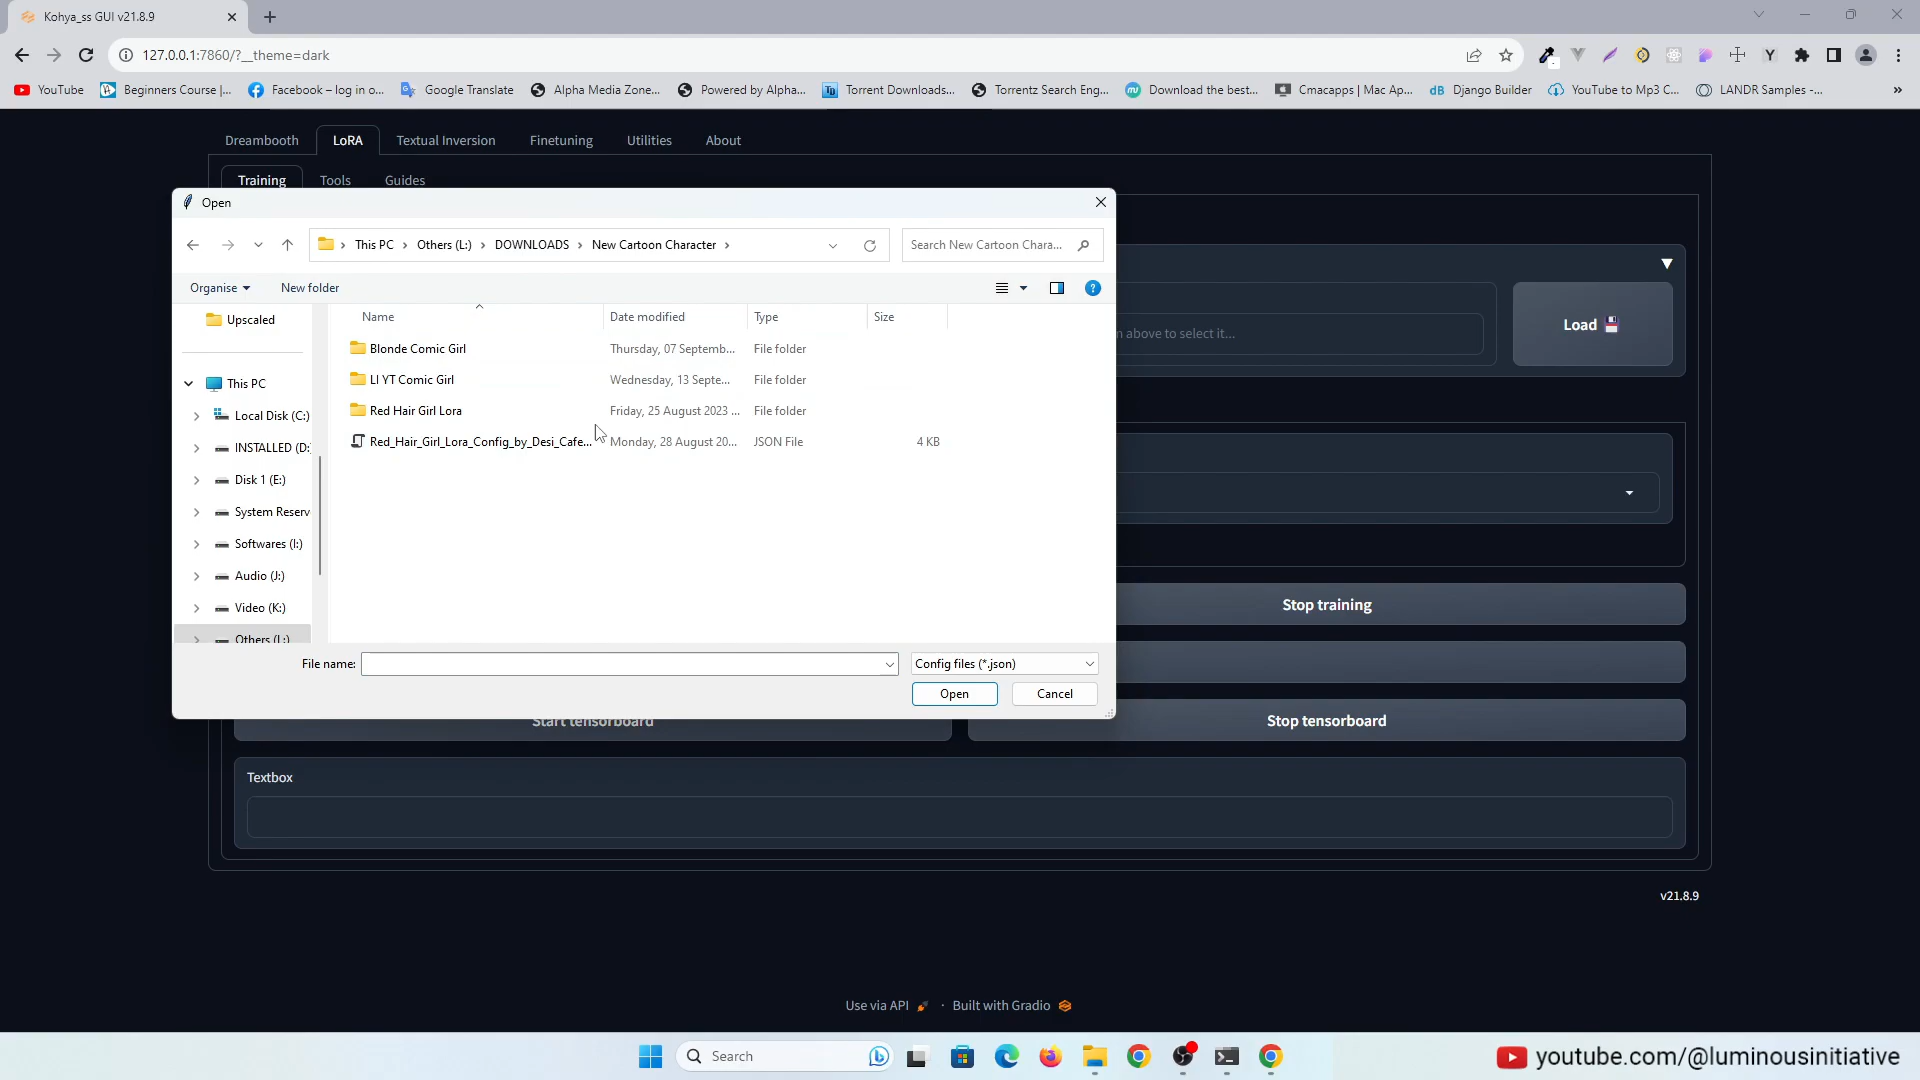 Kohya_ss GUI v21.8.9
127.0.0.1:7860/?__theme=dark
YouTube
Beginners Course |...
Facebook – log in o...
Google Translate
Alpha Media Zone...
Powered by Alpha...
Torrent Downloads...
Torrentz Search Eng...
Download the best...
Cmacapps | Mac Ap...
Django Builder
YouTube to Mp3 C...
LANDR Samples -...
Dreambooth
LoRA
Textual Inversion
Finetuning
Utilities
About
Training
Tools
Guides
Open
This PC
Others (L:)
DOWNLOADS
New Cartoon Character
Search New Cartoon Chara...
Organise
New folder
Name
Date modified
Type
Size
Upscaled
This PC
Local Disk (C:)
INSTALLED (D:
Disk 1 (E:)
System Reserv
Softwares (I:)
Audio (J:)
Video (K:)
Others (L:)
Blonde Comic Girl
Thursday, 07 Septemb...
File folder
LI YT Comic Girl
Wednesday, 13 Septe...
File folder
Red Hair Girl Lora
Friday, 25 August 2023 ...
File folder
Red_Hair_Girl_Lora_Config_by_Desi_Cafe...
Monday, 28 August 20...
JSON File
4 KB
File name:
Config files (*.json)
Open
Cancel
above to select it...
Load
Stop training
Start tensorboard
Stop tensorboard
Textbox
v21.8.9
Use via API
·
Built with Gradio
Search
youtube.com/@luminousinitiative